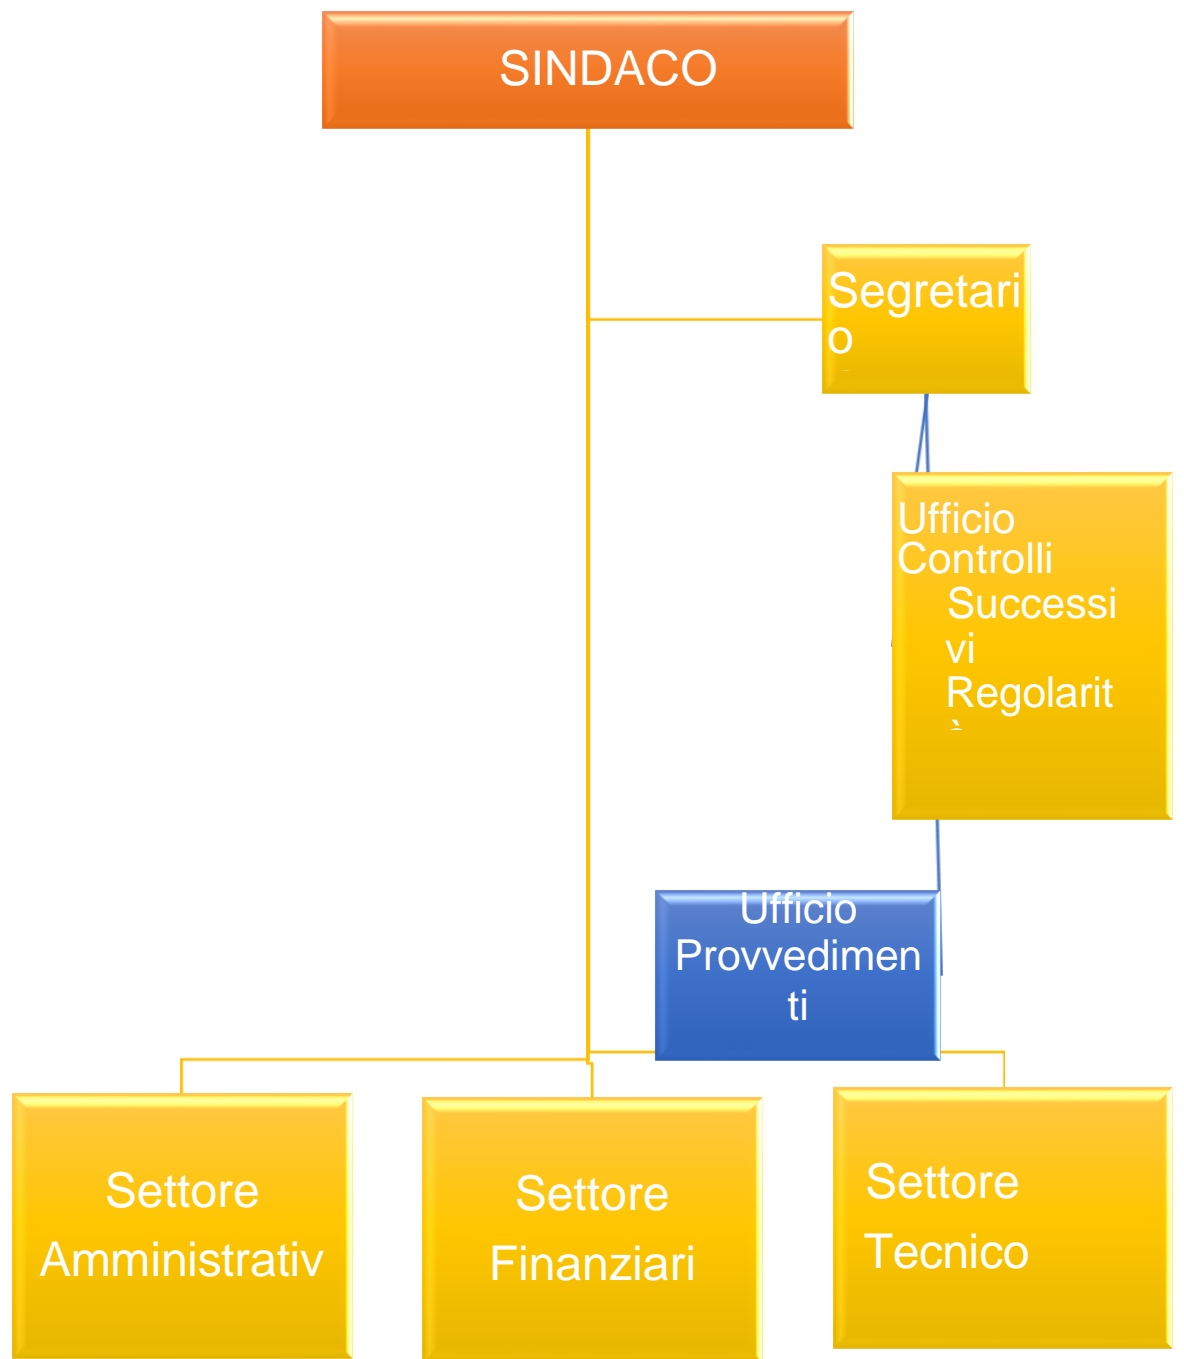 SINDACO
Segretari
o
Ufficio
Controlli
Successi
vi
Regolarit
Ufficio
Provvedimen
ti
Settore
Amministrativ
Settore
Finanziari
Settore
Tecnico